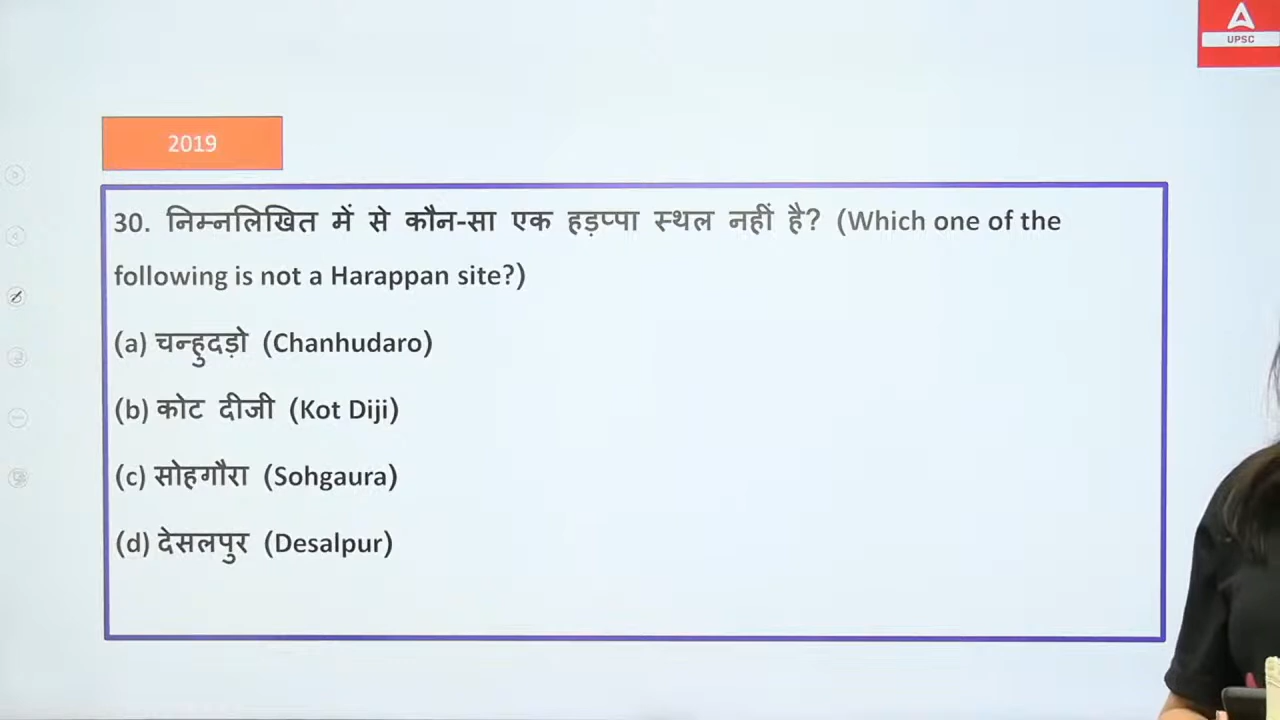 UPSC
2019
30. निम्नलिखित में से कौन-सा एक हड़प्पा स्थल नहीं है? (Which one of the
following is not a Harappan site?)
(a) चन्हुदड़ो (Chanhudaro)
(b) कोट दीजी (Kot Diji)
(c) सोहगौरा (Sohgaura)
(d) देसलपुर (Desalpur)